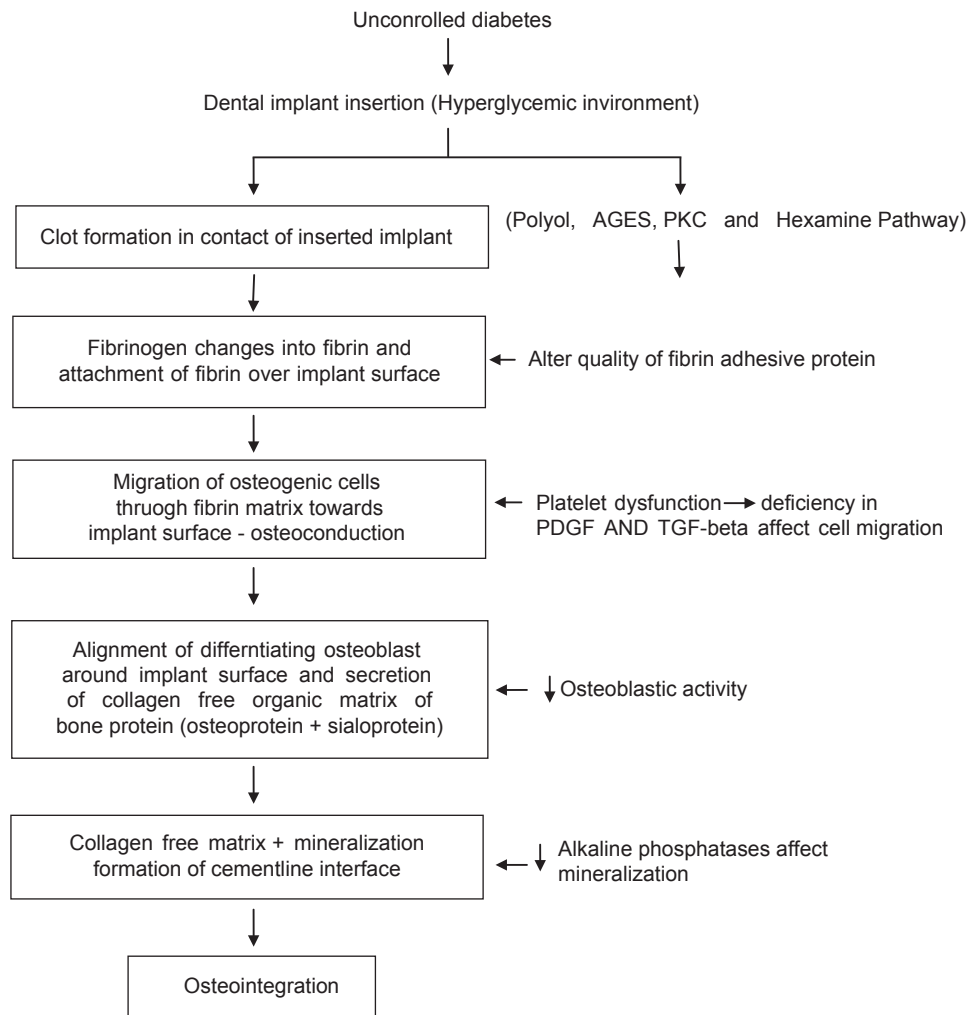 Unconrolled diabetes
Dental implant insertion (Hyperglycemic invironment)
Clot formation in contact of inserted imlplant
(Polyol, AGES, PKC and Hexamine Pathway)
Fibrinogen changes into fibrin and
attachment of fibrin over implant surface
Alter quality of fibrin adhesive protein
Migration of osteogenic cells
thruogh fibrin matrix towards
implant surface - osteoconduction
Platelet dysfunction → deficiency in
PDGF AND TGF-beta affect cell migration
Alignment of differntiating osteoblast
around implant surface and secretion
of collagen free organic matrix of
bone protein (osteoprotein + sialoprotein)
↓ Osteoblastic activity
Collagen free matrix + mineralization
formation of cementline interface
↓ Alkaline phosphatases affect
mineralization
Osteointegration